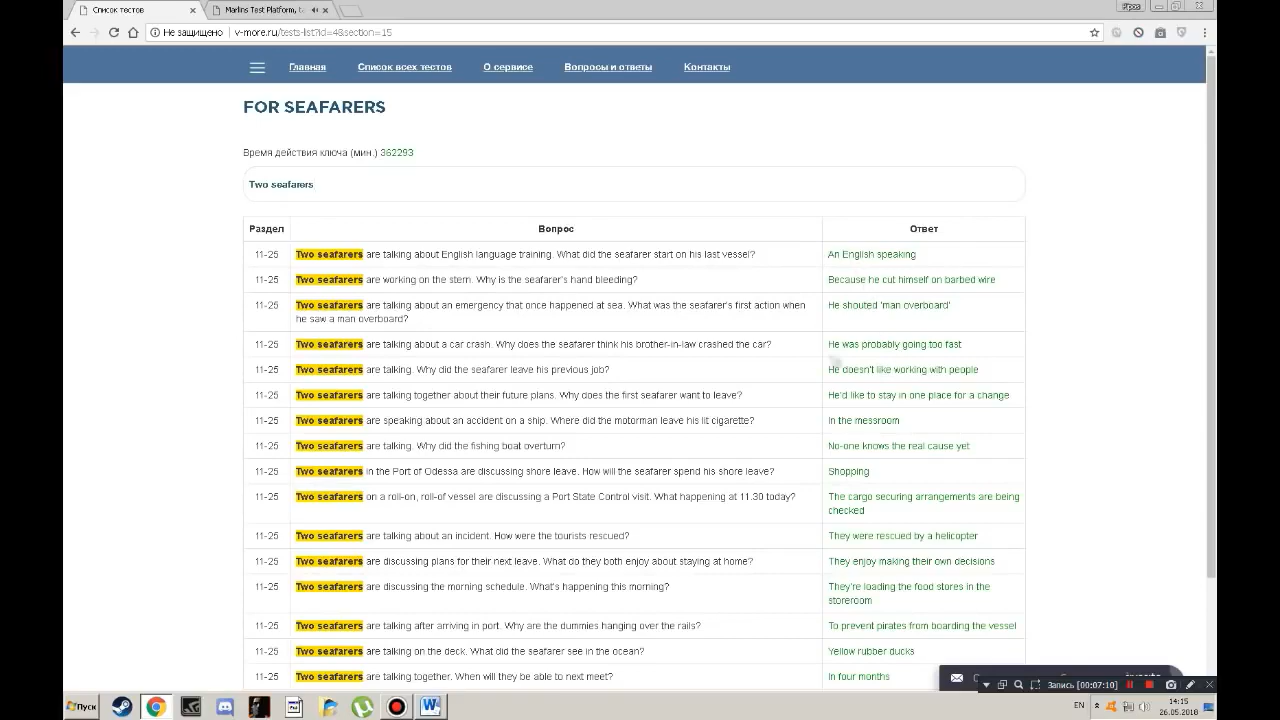 Список тестов
Marlins Test Platform, t
Не защищено
v-more.ru/tests-list?id=4&section=15
Главная
Список всех тестов
О сервисе
Вопросы и ответы
Контакты
FOR SEAFARERS
Время действия ключа (мин.) 362293
Two seafarers
Раздел Вопрос Ответ
11-25 Two seafarers are talking about English language training. What did the seafarer start on his last vessel? An English speaking
11-25 Two seafarers are working on the stern. Why is the seafarer's hand bleeding? Because he cut himself on barbed wire
11-25 Two seafarers are talking about an emergency that once happened at sea. What was the seafarer's first action when
he saw a man overboard?
He shouted 'man overboard'
11-25 Two seafarers are talking about a car crash. Why does the seafarer think his brother-in-law crashed the car? He was probably going too fast
11-25 Two seafarers are talking. Why did the seafarer leave his previous job? He doesn't like working with people
11-25 Two seafarers are talking together about their future plans. Why does the first seafarer want to leave? He'd like to stay in one place for a change
11-25 Two seafarers are speaking about an accident on a ship. Where did the motorman leave his lit cigarette? In the messroom
11-25 Two seafarers are talking. Why did the fishing boat overturn? No-one knows the real cause yet
11-25 Two seafarers in the Port of Odessa are discussing shore leave. How will the seafarer spend his shore leave? Shopping
11-25 Two seafarers on a roll-on, roll-of vessel are discussing a Port State Control visit. What happening at 11.30 today? The cargo securing arrangements are being
checked
11-25 Two seafarers are talking about an incident. How were the tourists rescued? They were rescued by a helicopter
11-25 Two seafarers are discussing plans for their next leave. What do they both enjoy about staying at home? They enjoy making their own decisions
11-25 Two seafarers are discussing the morning schedule. What's happening this morning? They're loading the food stores in the
storeroom
11-25 Two seafarers are talking after arriving in port. Why are the dummies hanging over the rails? To prevent pirates from boarding the vessel
11-25 Two seafarers are talking on the deck. What did the seafarer see in the ocean? Yellow rubber ducks
11-25 Two seafarers are talking together. When will they be able to next meet? In four months
Запись [00:07:10]
Пуск
EN
14:15
26.05.2018